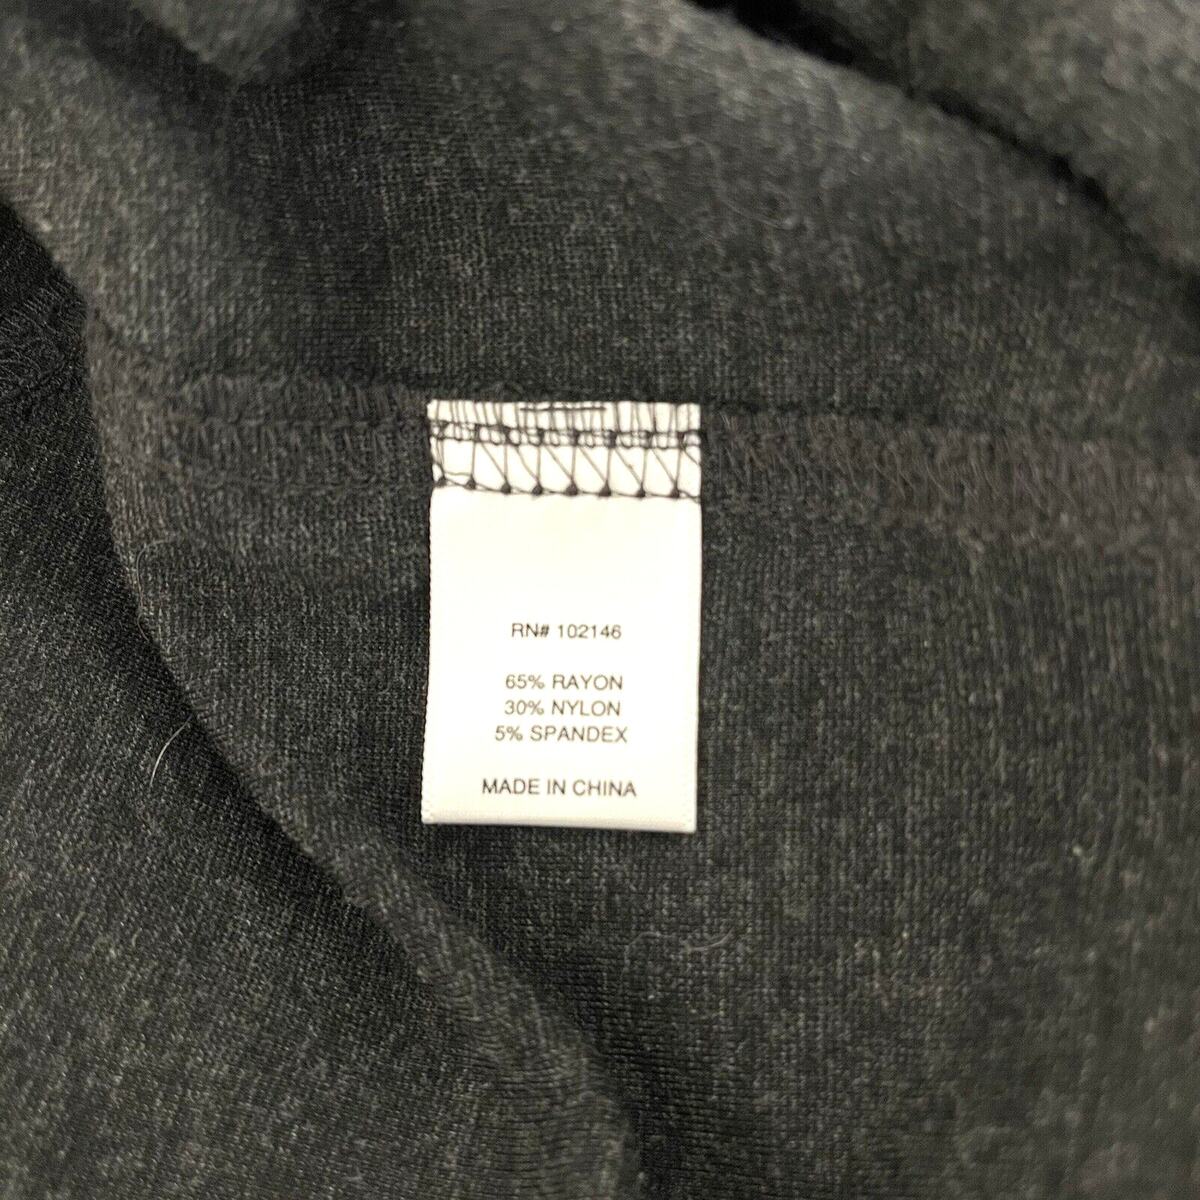 RN# 102146
65% RAYON
30% NYLON
5% SPANDEX
MADE IN CHINA